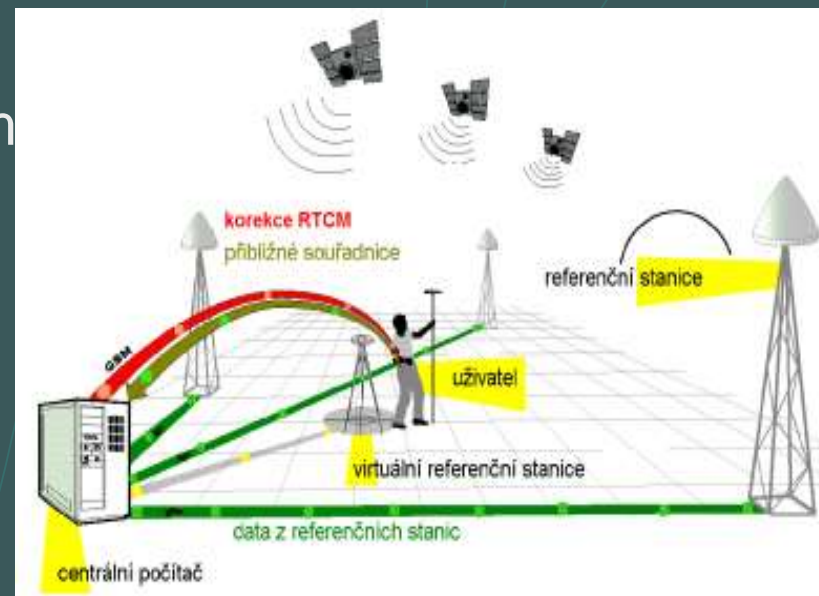 korekce RTCM
přibližné souřadnice
referenční stanice
GSM
uživatel
virtuální referenční stanice
data z referenčních stanic
centrální počítač